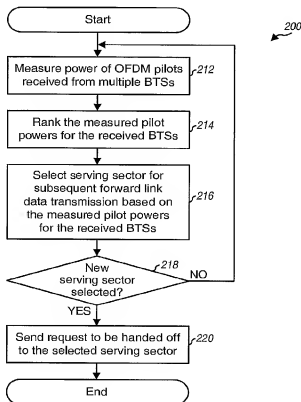 Start
200
Measure power of OFDM pilots
received from multiple BTSs
212
Rank the measured pilot
powers for the received BTSs
214
Select serving sector for
subsequent forward link
data transmission based on
the measured pilot powers
for the received BTSs
216
New
serving sector
selected?
218
NO
YES
Send request to be handed off
to the selected serving sector
220
End